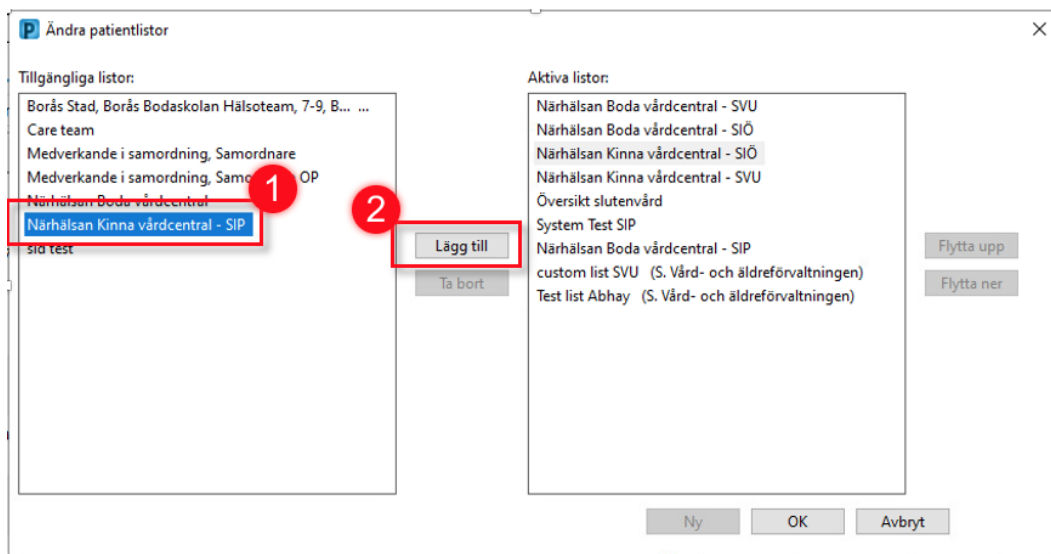 P Ändra patientlistor
Tillgängliga listor:
Borås Stad, Borås Bodaskolan Hälsoteam, 7-9, B... ...
Care team
Medverkande i samordning, Samordnare
Medverkande i samordning, Samo OP
1
Närhälsan Boda vårdcentral
Närhälsan Kinna vårdcentral - SIP
sid test
2
Lägg till
Ta bort
Aktiva listor:
Närhälsan Boda vårdcentral - SVU
Närhälsan Boda vårdcentral - SIÖ
Närhälsan Kinna vårdcentral - SIÖ
Närhälsan Kinna vårdcentral - SVU
Översikt slutenvård
System Test SIP
Närhälsan Boda vårdcentral - SIP
custom list SVU (S. Vård- och äldreförvaltningen)
Test list Abhay (S. Vård- och äldreförvaltningen)
Flytta upp
Flytta ner
Ny
OK
Avbryt